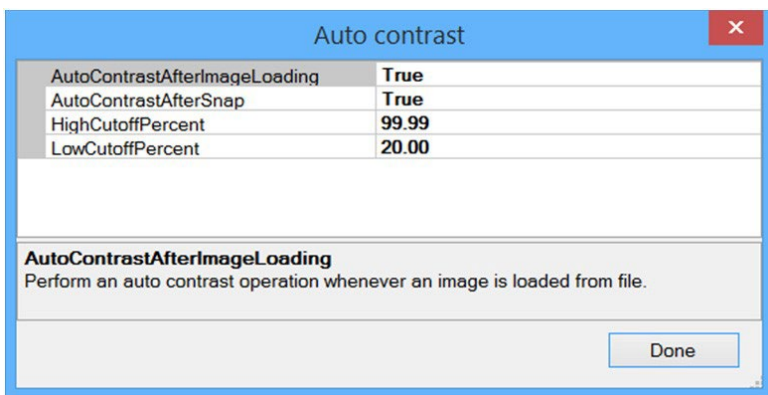 Auto contrast
AutoContrastAfterImageLoading True
AutoContrastAfterSnap True
HighCutoffPercent 99.99
LowCutoffPercent 20.00
AutoContrastAfterImageLoading
Perform an auto contrast operation whenever an image is loaded from file.
Done